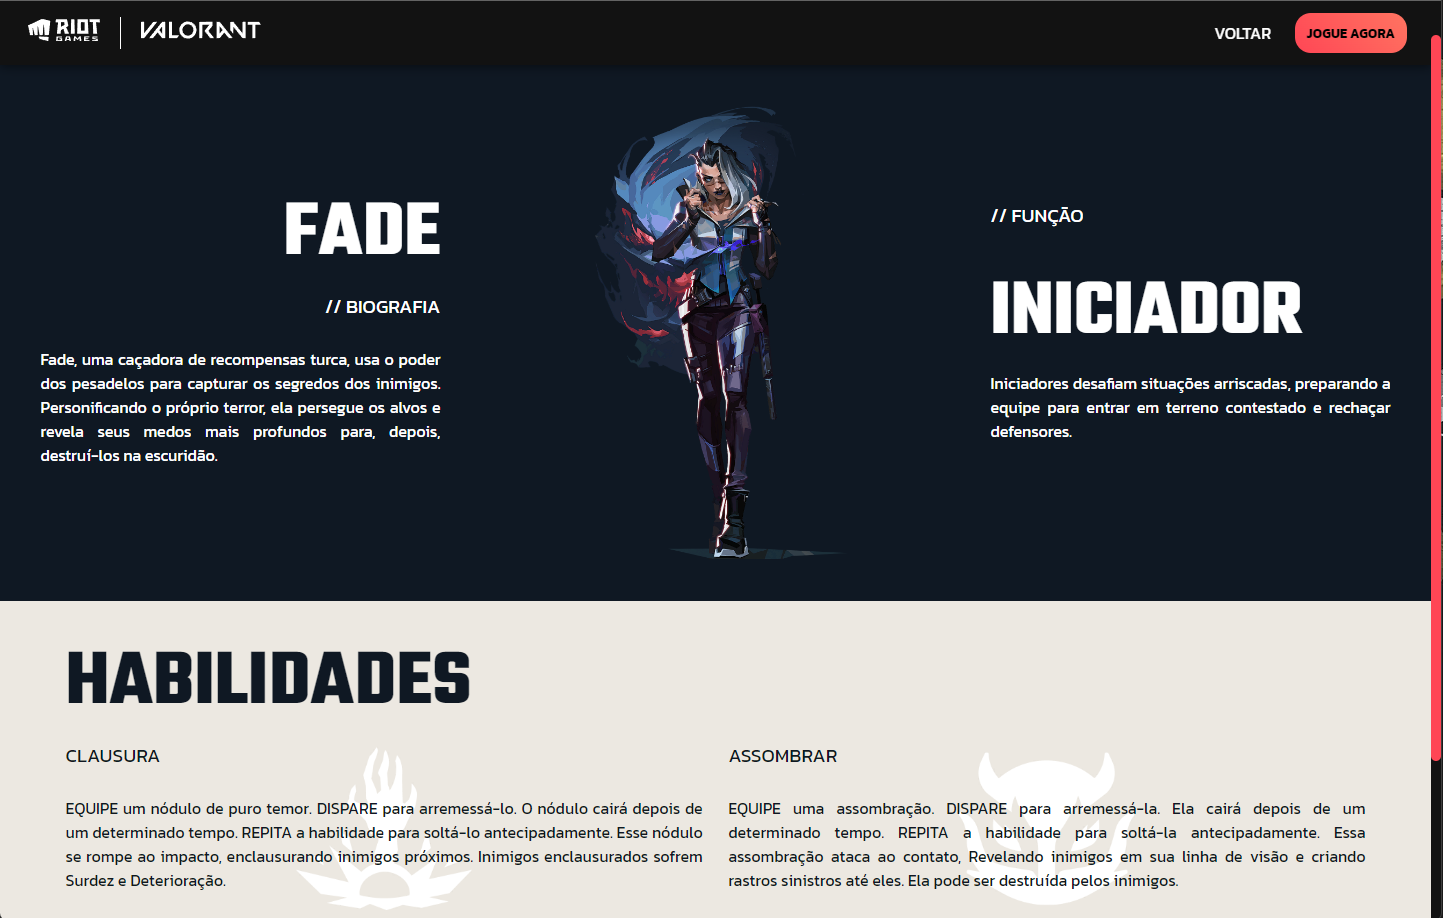 RIOT
GAMES
VALORANT
VOLTAR
JOGUE AGORA
FADE
// BIOGRAFIA
Fade, uma caçadora de recompensas turca, usa o poder
dos pesadelos para capturar os segredos dos inimigos.
Personificando o próprio terror, ela persegue os alvos e
revela seus medos mais profundos para, depois,
destruí-los na escuridão.
// FUNÇÃO
INICIADOR
Iniciadores desafiam situações arriscadas, preparando a
equipe para entrar em terreno contestado e rechaçar
defensores.
HABILIDADES
CLAUSURA
EQUIPE um nódulo de puro temor. DISPARE para arremessá-lo. O nódulo cairá depois de
um determinado tempo. REPITA a habilidade para soltá-lo antecipadamente. Esse nódulo
se rompe ao impacto, enclausurando inimigos próximos. Inimigos enclausurados sofrem
Surdez e Deterioração.
ASSOMBRAR
EQUIPE uma assombração. DISPARE para arremessá-la. Ela cairá depois de um
determinado tempo. REPITA a habilidade para soltá-la antecipadamente. Essa
assombração ataca ao contato, Revelando inimigos em sua linha de visão e criando
rastros sinistros até eles. Ela pode ser destruída pelos inimigos.